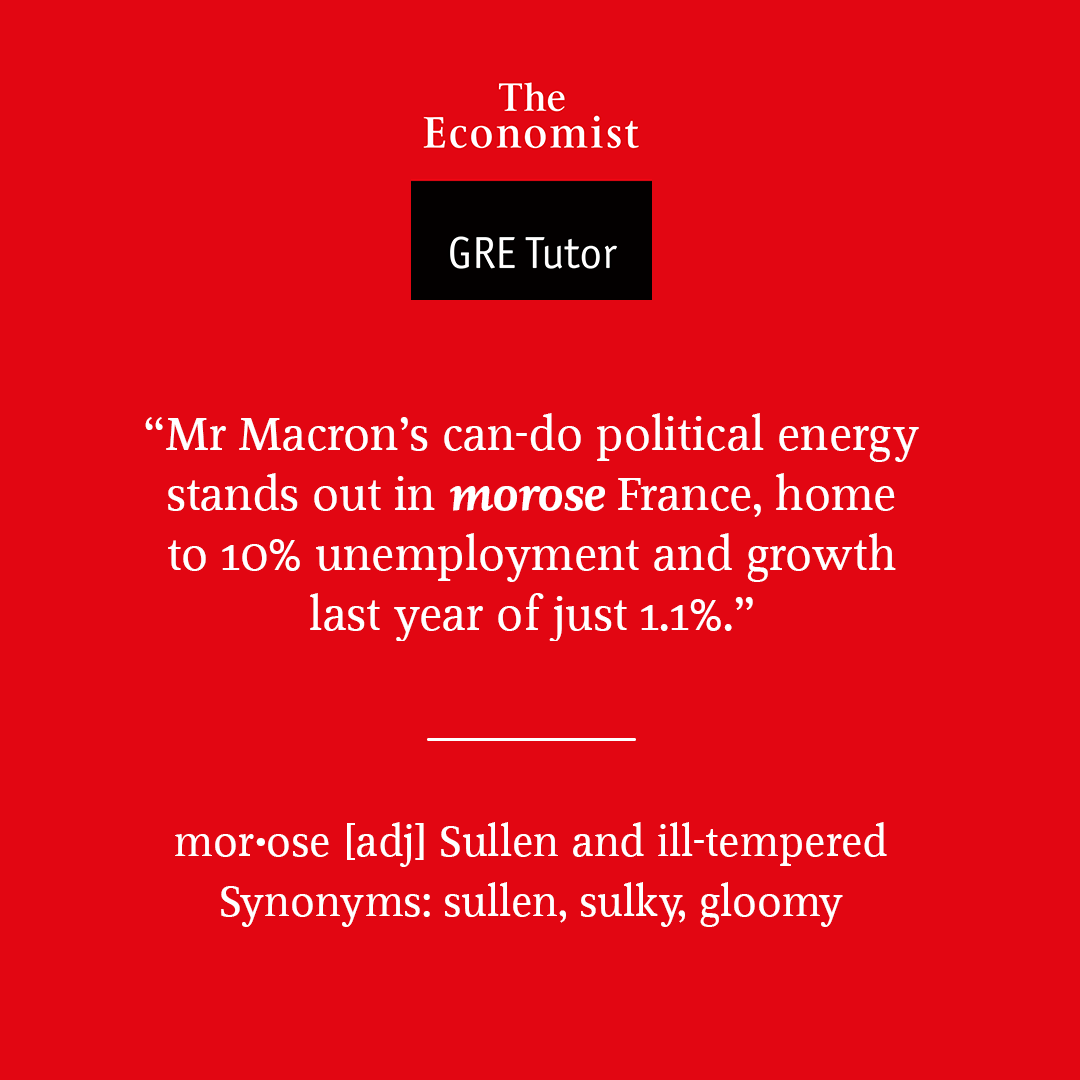 The
Economist
GRE Tutor
“Mr Macron’s can-do political energy
stands out in morose France, home
to 10% unemployment and growth
last year of just 1.1%.”
mor•ose [adj] Sullen and ill-tempered
Synonyms: sullen, sulky, gloomy